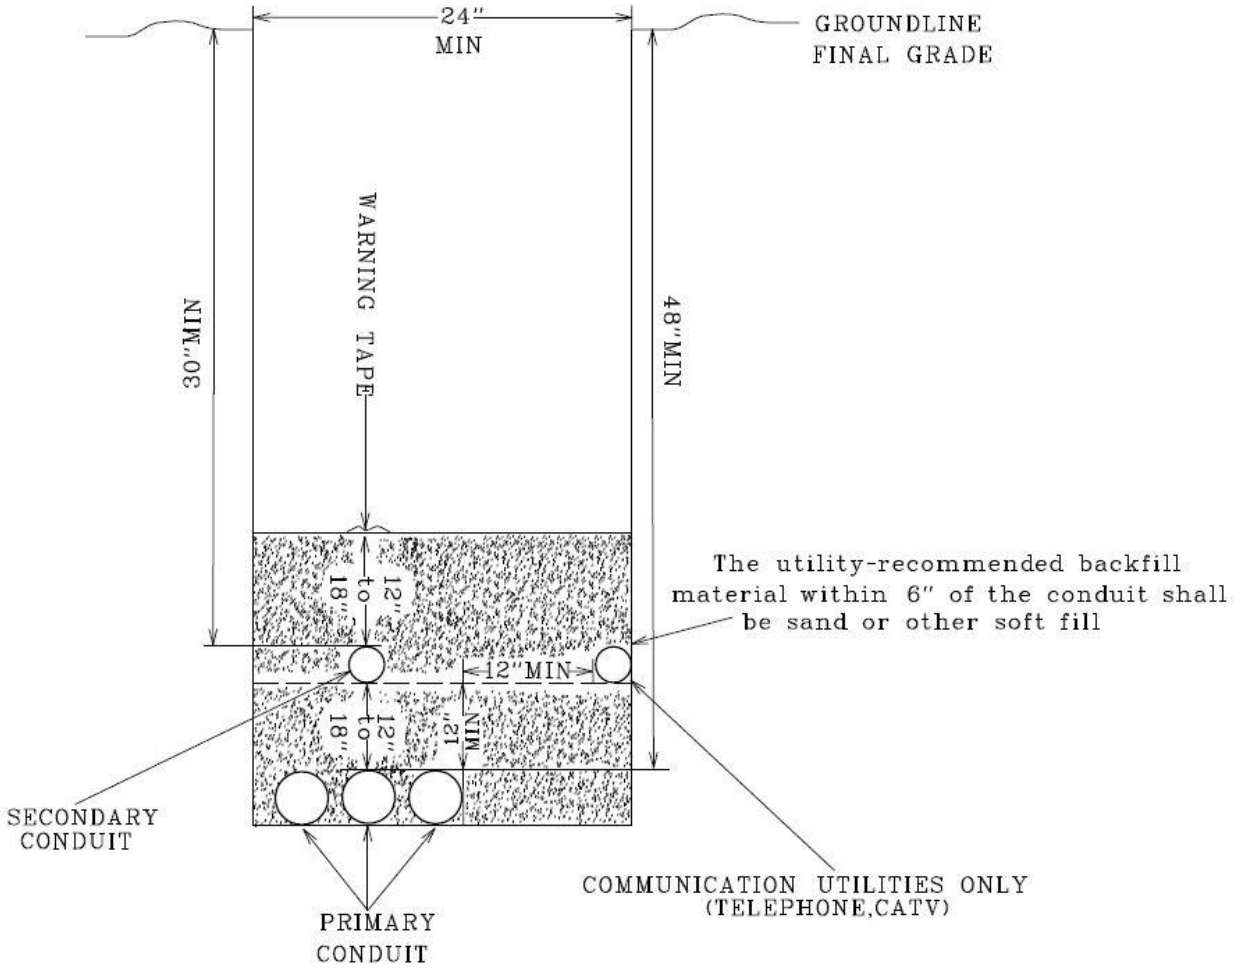 24"
MIN
GROUNDLINE
FINAL GRADE
WARNING TAPE
30"MIN
48"MIN
The utility-recommended backfill
material within 6" of the conduit shall
be sand or other soft fill
12"
to
18"
12"MIN
12"
to
18"
12"
MIN
SECONDARY
CONDUIT
COMMUNICATION UTILITIES ONLY
(TELEPHONE,CATV)
PRIMARY
CONDUIT